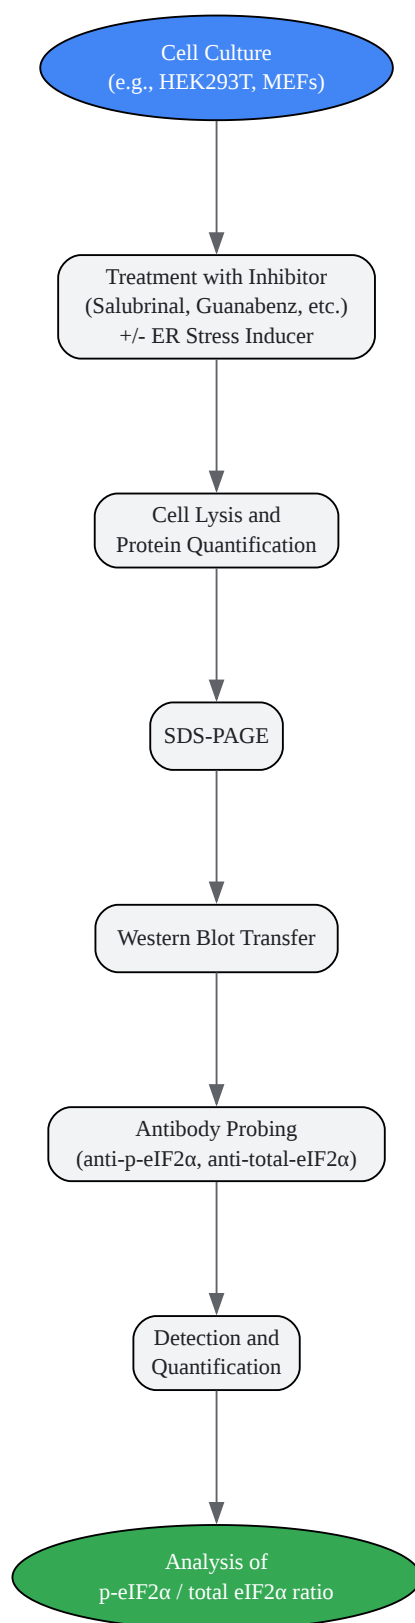 Cell Culture
(e.g., HEK293T, MEFs)
Treatment with Inhibitor
(Salubrinal, Guanabenz, etc.)
+/- ER Stress Inducer
Cell Lysis and
Protein Quantification
SDS-PAGE
Western Blot Transfer
Antibody Probing
(anti-p-eIF2α, anti-total-eIF2α)
Detection and
Quantification
Analysis of
p-eIF2α / total eIF2α ratio